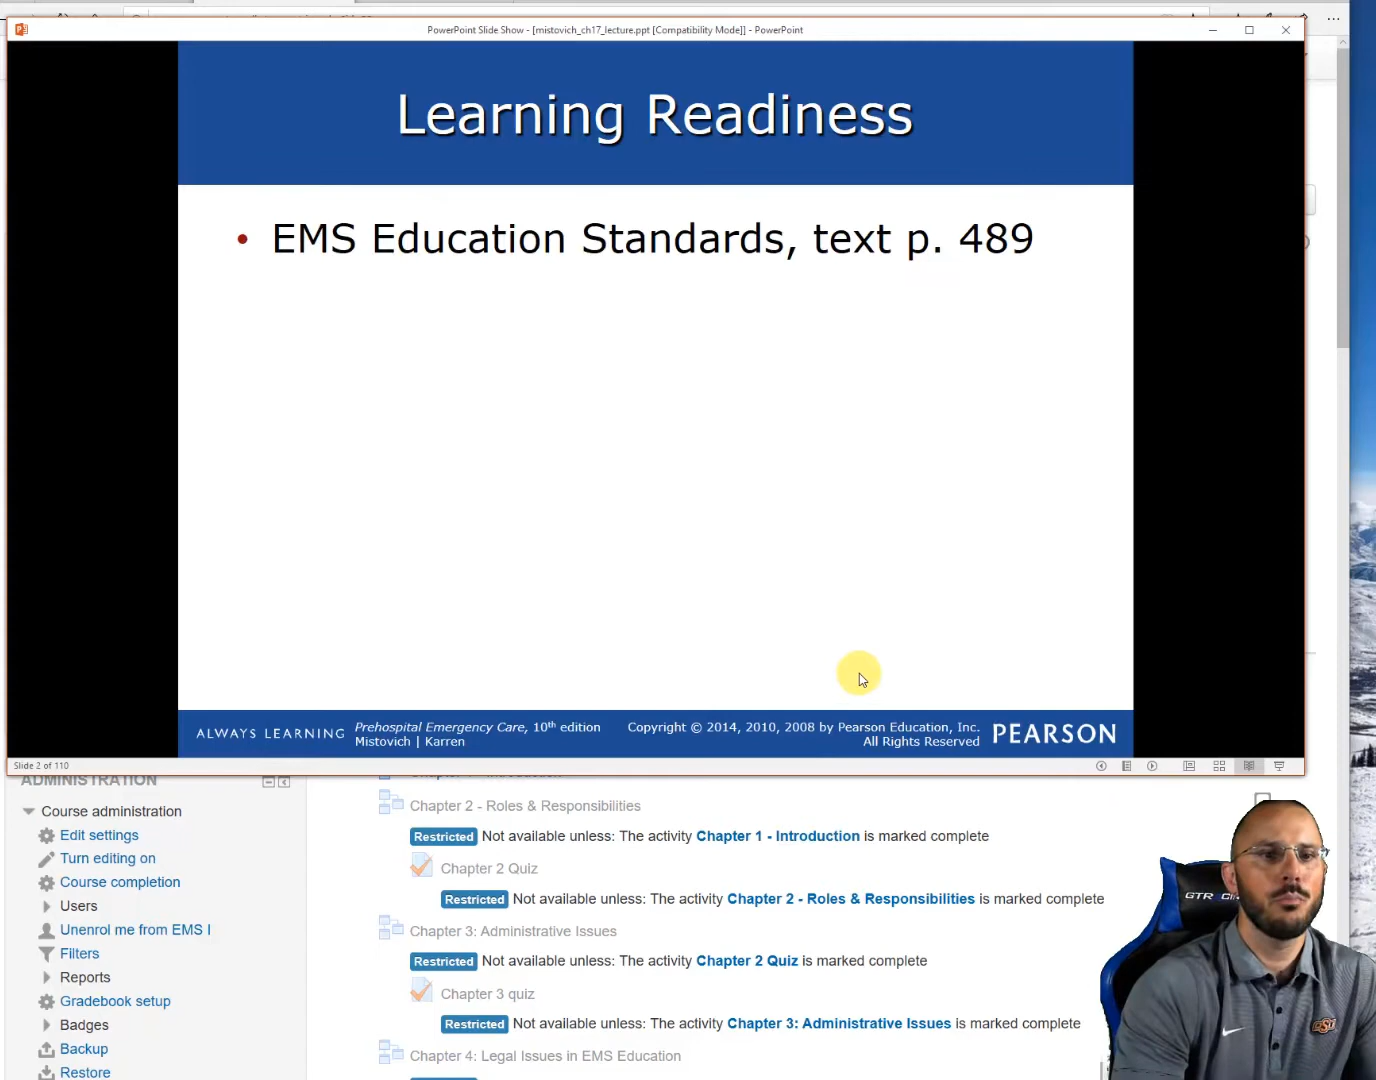 PowerPoint Slide Show - [mistovich_ch17_lecture.ppt [Compatibility Mode]] - PowerPoint
Learning Readiness
• EMS Education Standards, text p. 489
ALWAYS LEARNING
Prehospital Emergency Care, 10th edition
Mistovich | Karren
Copyright © 2014, 2010, 2008 by Pearson Education, Inc.
All Rights Reserved
PEARSON
Slide 2 of 110
ADMINISTRATION
Course administration
Edit settings
Turn editing on
Course completion
Users
Unenrol me from EMS I
Filters
Reports
Gradebook setup
Badges
Backup
Restore
Chapter 2 - Roles & Responsibilities
Restricted Not available unless: The activity Chapter 1 - Introduction is marked complete
Chapter 2 Quiz
Restricted Not available unless: The activity Chapter 2 - Roles & Responsibilities is marked complete
Chapter 3: Administrative Issues
Restricted Not available unless: The activity Chapter 2 Quiz is marked complete
Chapter 3 quiz
Restricted Not available unless: The activity Chapter 3: Administrative Issues is marked complete
Chapter 4: Legal Issues in EMS Education
GTR